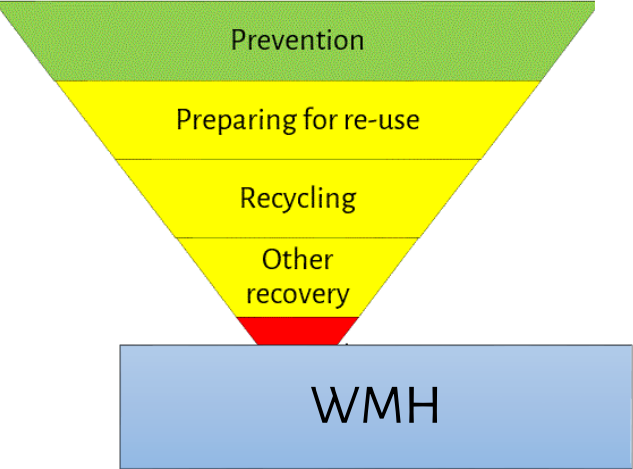 Prevention
Preparing for re-use
Recycling
Other
recovery
WMH